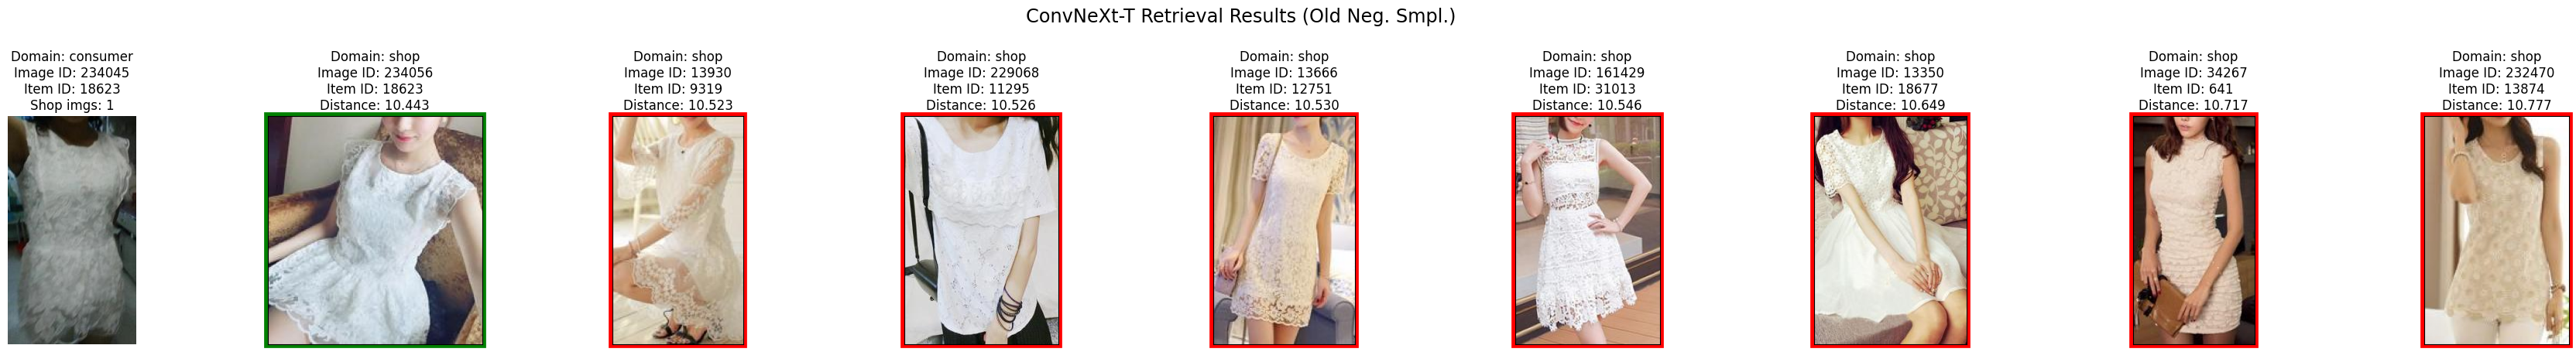 ConvNeXt-T Retrieval Results (Old Neg. Smpl.)
Domain: consumer
Image ID: 234045
Item ID: 18623
Shop imgs: 1
Domain: shop
Image ID: 234056
Item ID: 18623
Distance: 10.443
Domain: shop
Image ID: 13930
Item ID: 9319
Distance: 10.523
Domain: shop
Image ID: 229068
Item ID: 11295
Distance: 10.526
Domain: shop
Image ID: 13666
Item ID: 12751
Distance: 10.530
Domain: shop
Image ID: 161429
Item ID: 31013
Distance: 10.546
Domain: shop
Image ID: 13350
Item ID: 18677
Distance: 10.649
Domain: shop
Image ID: 34267
Item ID: 641
Distance: 10.717
Domain: shop
Image ID: 232470
Item ID: 13874
Distance: 10.777